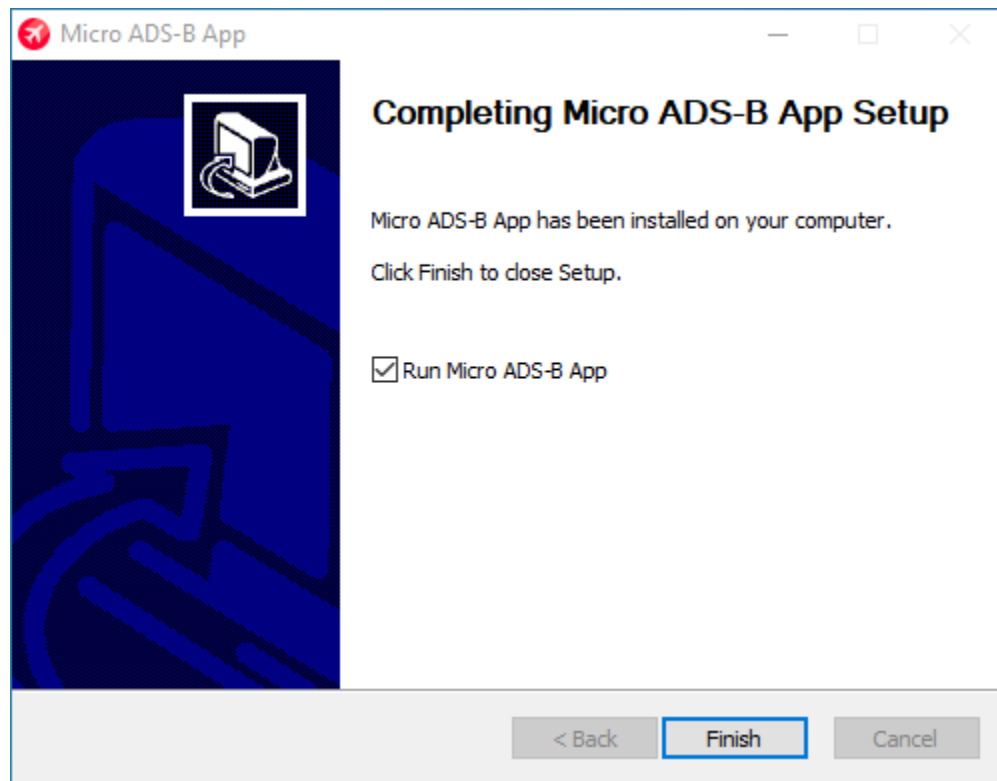 Micro ADS-B App
Completing Micro ADS-B App Setup
Micro ADS-B App has been installed on your computer.
Click Finish to close Setup.
Run Micro ADS-B App
< Back
Finish
Cancel